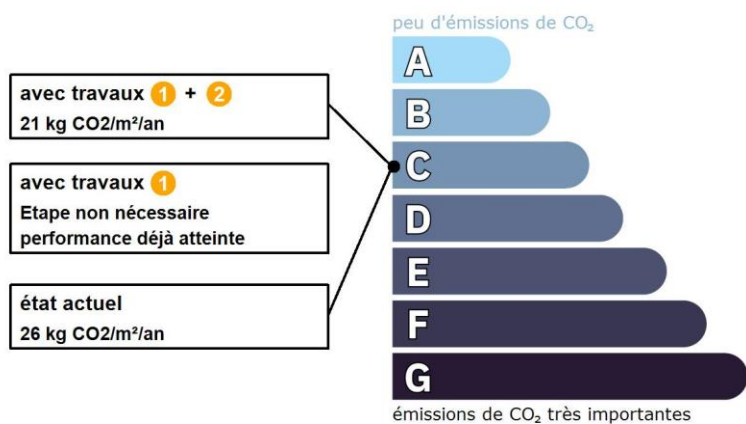 peu d'émissions de CO₂
A
B
C
D
E
F
G
émissions de CO₂ très importantes
avec travaux 1 + 2
21 kg CO2/m²/an
avec travaux 1
Etape non nécessaire
performance déjà atteinte
état actuel
26 kg CO2/m²/an